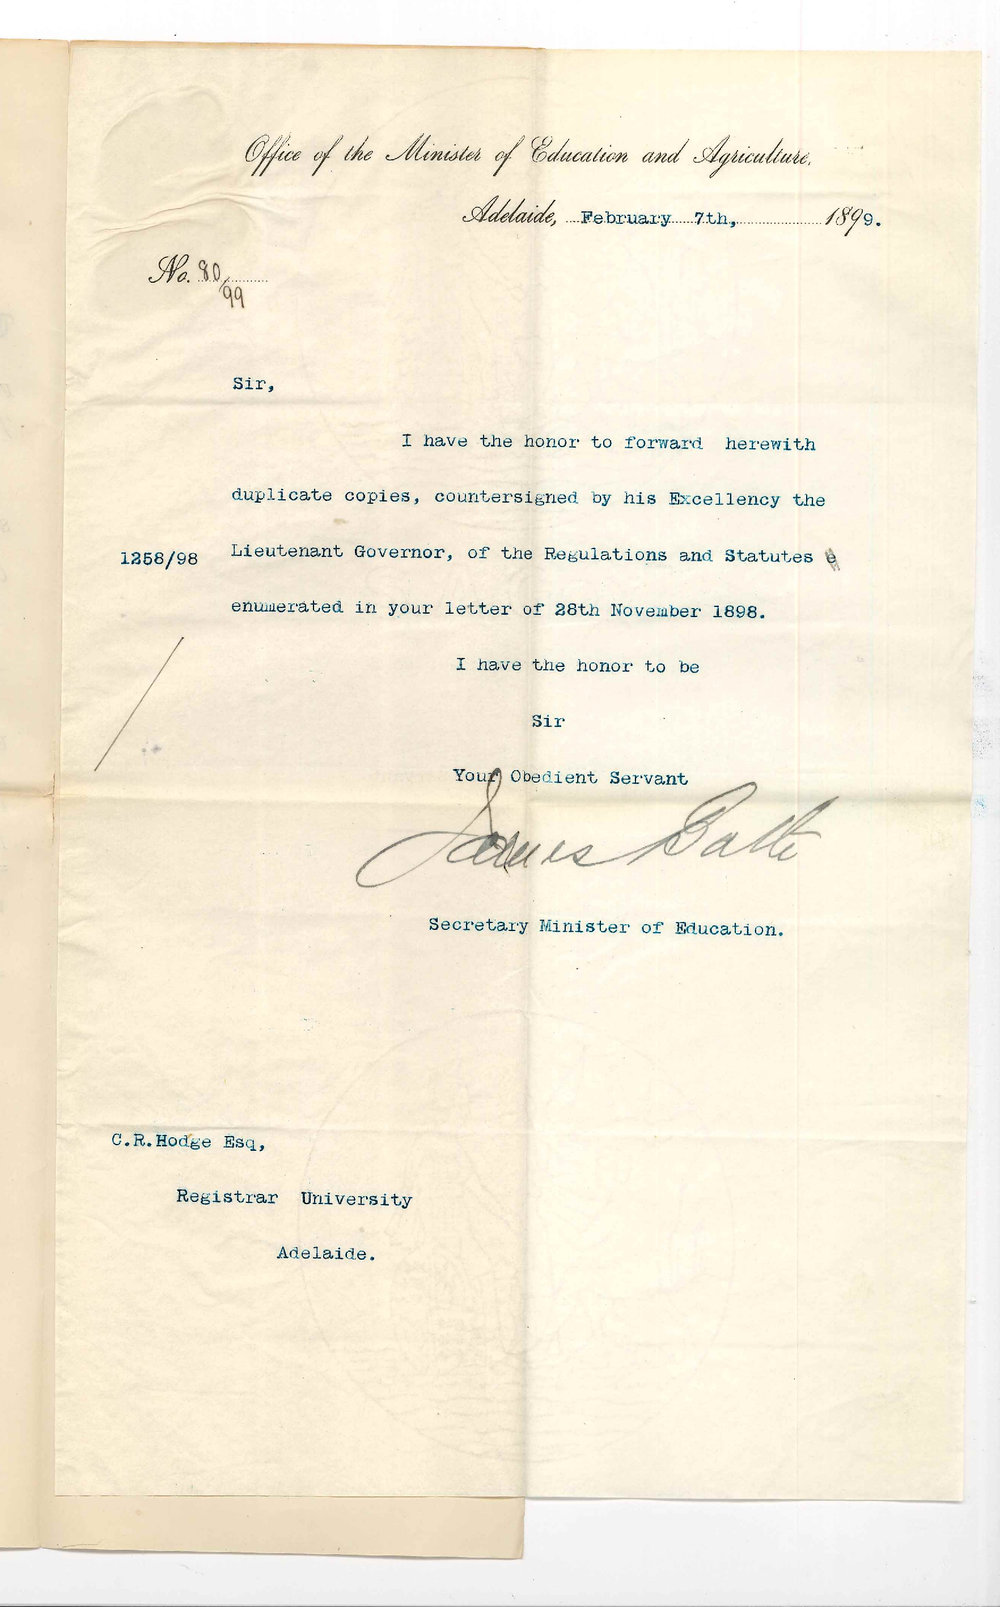 Office of the Minister of Education and Agriculture,
Adelaide, February 7th, 1899.
No. 80/99
Sir,
I have the honor to forward herewith
duplicate copies, countersigned by his Excellency the
1258/98 Lieutenant Governor, of the Regulations and Statutes e
enumerated in your letter of 28th November 1898.
I have the honor to be
Sir
Your Obedient Servant
James Bath
Secretary Minister of Education.
C.R.Hodge Esq,
Registrar University
Adelaide.